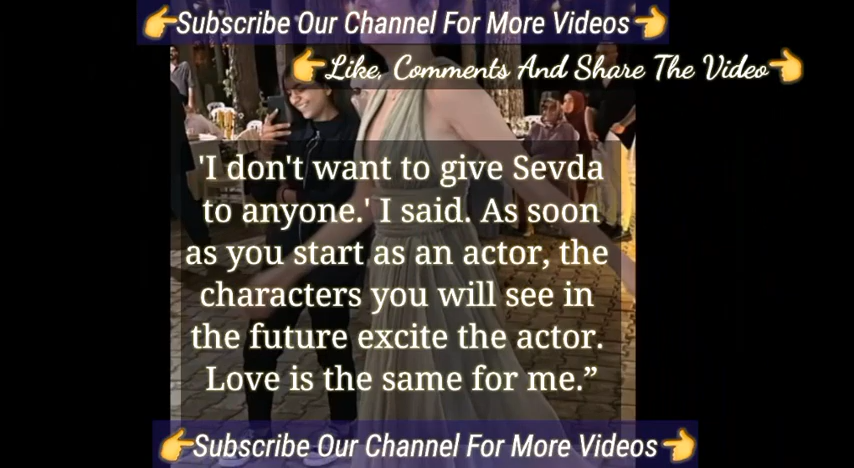 👉Subscribe Our Channel For More Videos👈
👉Like, Comments And Share The Video👈
'I don't want to give Sevda
to anyone.' I said. As soon
as you start as an actor, the
characters you will see in
the future excite the actor.
Love is the same for me.”
👉Subscribe Our Channel For More Videos👈